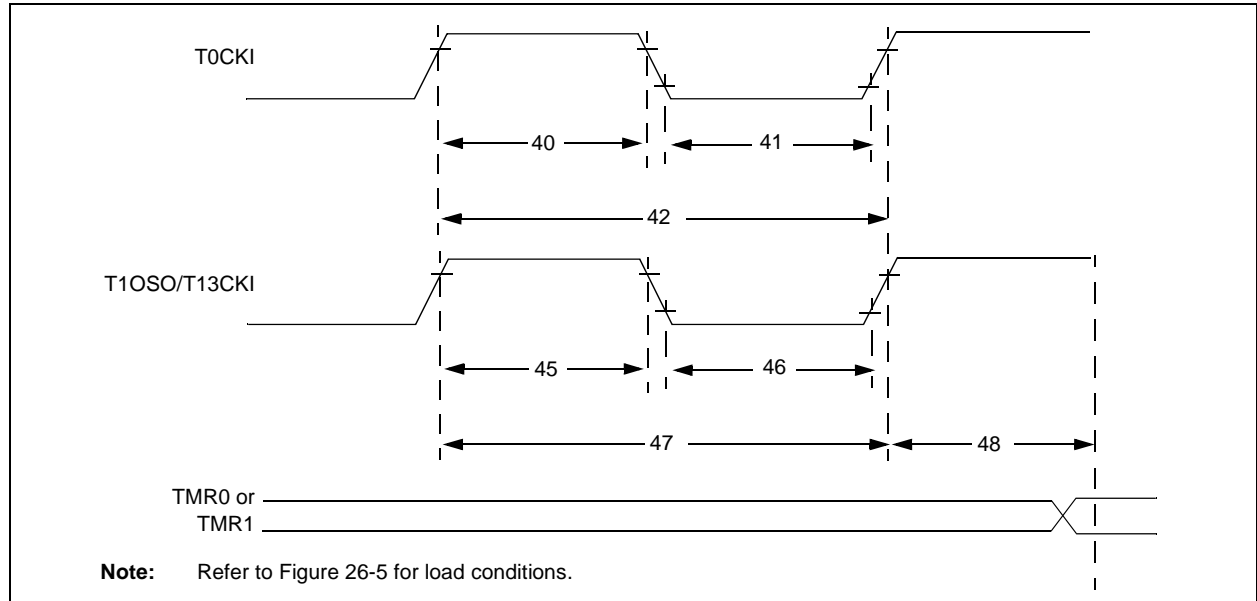 T0CKI
40
41
42
T1OSO/T13CKI
45
46
47
48
TMR0 or
TMR1
Note: Refer to Figure 26-5 for load conditions.